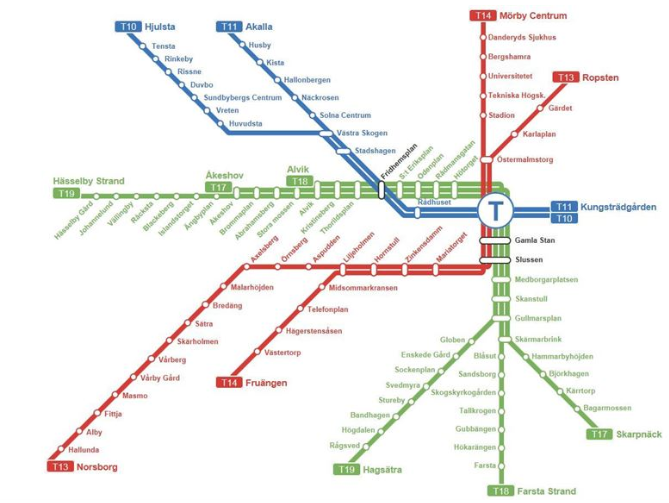 T10 Hjulsta
Tensta
Rinkeby
Rissne
Duvbo
Sundbybergs Centrum
Vreten
Huvudsta
T11 Akalla
Husby
Kista
Hallonbergen
Näckrosen
Solna Centrum
Västra Skogen
Stadshagen
Fridhemsplan
Rådhuset
T
T11 Kungsträdgården
T10
T14 Mörby Centrum
Danderyds Sjukhus
Bergshamra
Universitetet
Tekniska Högsk.
Stadion
T13 Ropsten
Gärdet
Karlaplan
Östermalmstorg
Hässelby Strand
T19
Hässelby Gård
Johannelund
Vällingby
Råcksta
Blackeberg
Islandstorget
Ängbyplan
Åkeshov
T17
Åkeshov
Brommaplan
Abrahamsberg
Stora mossen
Alvik
T18
Alvik
Kristineberg
Thorildsplan
S:t Eriksplan
Odenplan
Rådmansgatan
Hötorget
Gamla Stan
Slussen
Medborgarplatsen
Skanstull
Gullmarsplan
Skärmarbrink
Axelsberg
Örnsberg
Aspudden
Liljeholmen
Hornstull
Zinkensdamm
Mariatorget
Mälarhöjden
Bredäng
Sätra
Skärholmen
Vårberg
Vårby Gård
Masmo
Fittja
Alby
Hallunda
T13 Norsborg
Midsommarkransen
Telefonplan
Hägerstensåsen
Västertorp
T14 Fruängen
Globen
Enskede Gård
Sockenplan
Svedmyra
Stureby
Bandhagen
Högdalen
Rågsved
T19 Hagsätra
Blåsut
Sandsborg
Skogskyrkogården
Tallkrogen
Gubbängen
Hökarängen
Farsta
T18 Farsta Strand
Hammarbyhöjden
Björkhagen
Kärrtorp
Bagarmossen
T17 Skarpnäck